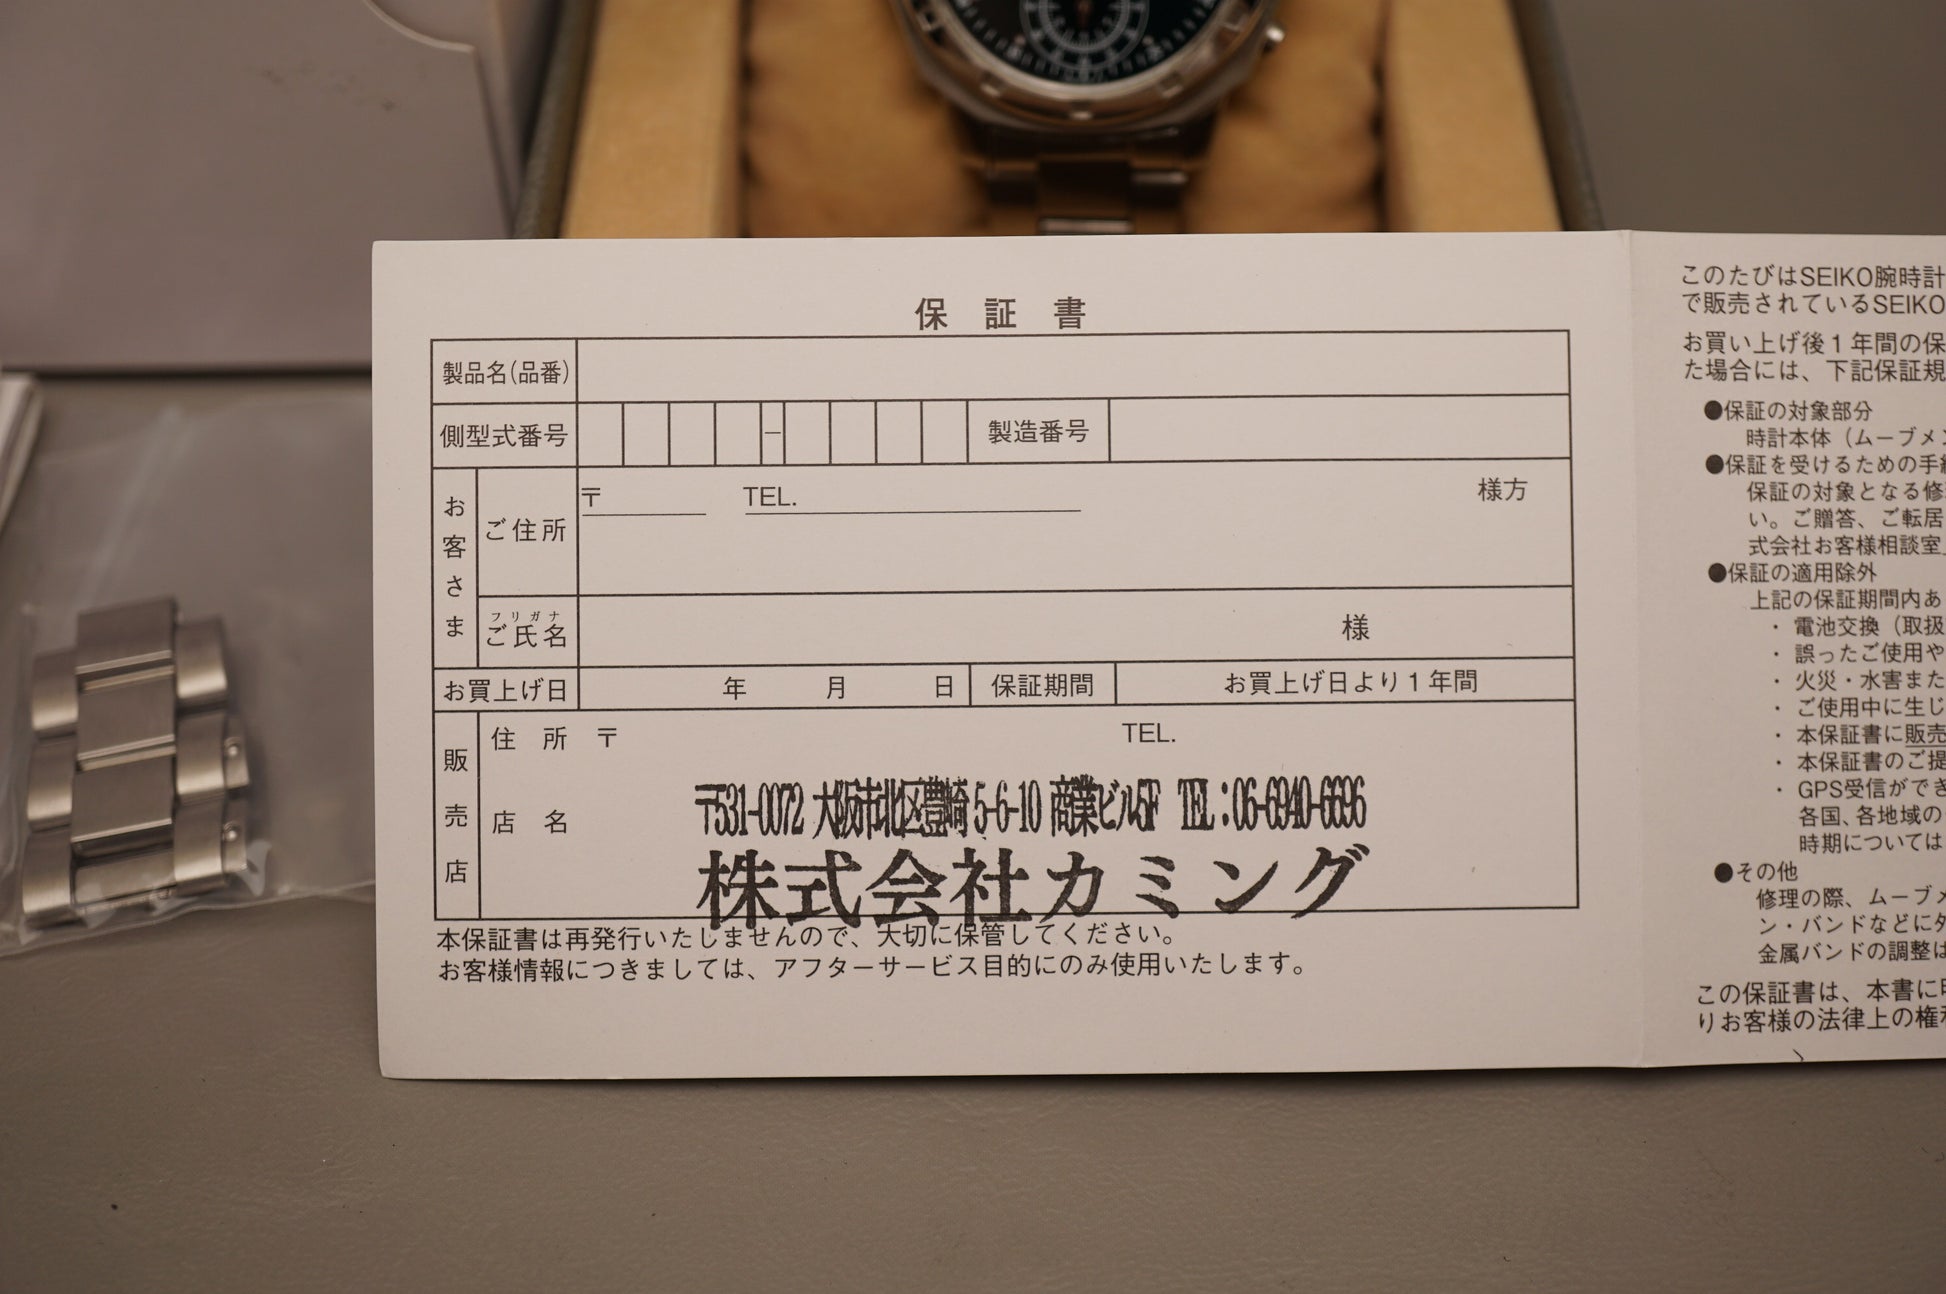 保証書
製品名(品番)
側型式番号 － 製造番号
お客さま
ご住所 〒 TEL. 様方
フリガナ
ご氏名 様
お買上げ日 年 月 日 保証期間 お買上げ日より1年間
販売店
住所 〒 TEL.
店名
〒531-0072 大阪市北区豊崎5-6-10 商業ビル5F TEL:06-6940-6696
株式会社カミング
本保証書は再発行いたしませんので、大切に保管してください。
お客様情報につきましては、アフターサービス目的にのみ使用いたします。
このたびはSEIKO腕時計
で販売されているSEIKO
お買い上げ後1年間の保
た場合には、下記保証規
●保証の対象部分
時計本体（ムーブメン
●保証を受けるための手続
保証の対象となる修
い。ご贈答、ご転居
式会社お客様相談室
●保証の適用除外
上記の保証期間内あ
・電池交換（取扱
・誤ったご使用や
・火災・水害また
・ご使用中に生じ
・本保証書に販売
・本保証書のご提
・GPS受信ができ
各国、各地域の
時期については
●その他
修理の際、ムーブメ
ン・バンドなどに外
金属バンドの調整は
この保証書は、本書に明
りお客様の法律上の権利